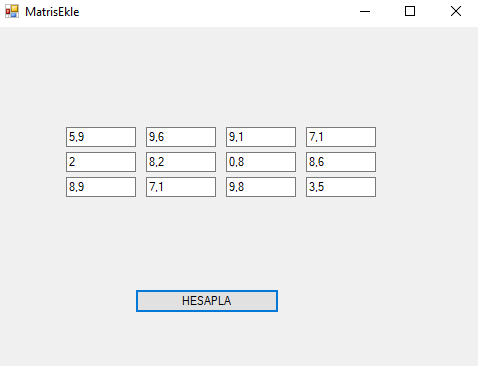 MatrisEkle
5,9 9,6 9,1 7,1
2 8,2 0,8 8,6
8,9 7,1 9,8 3,5
HESAPLA